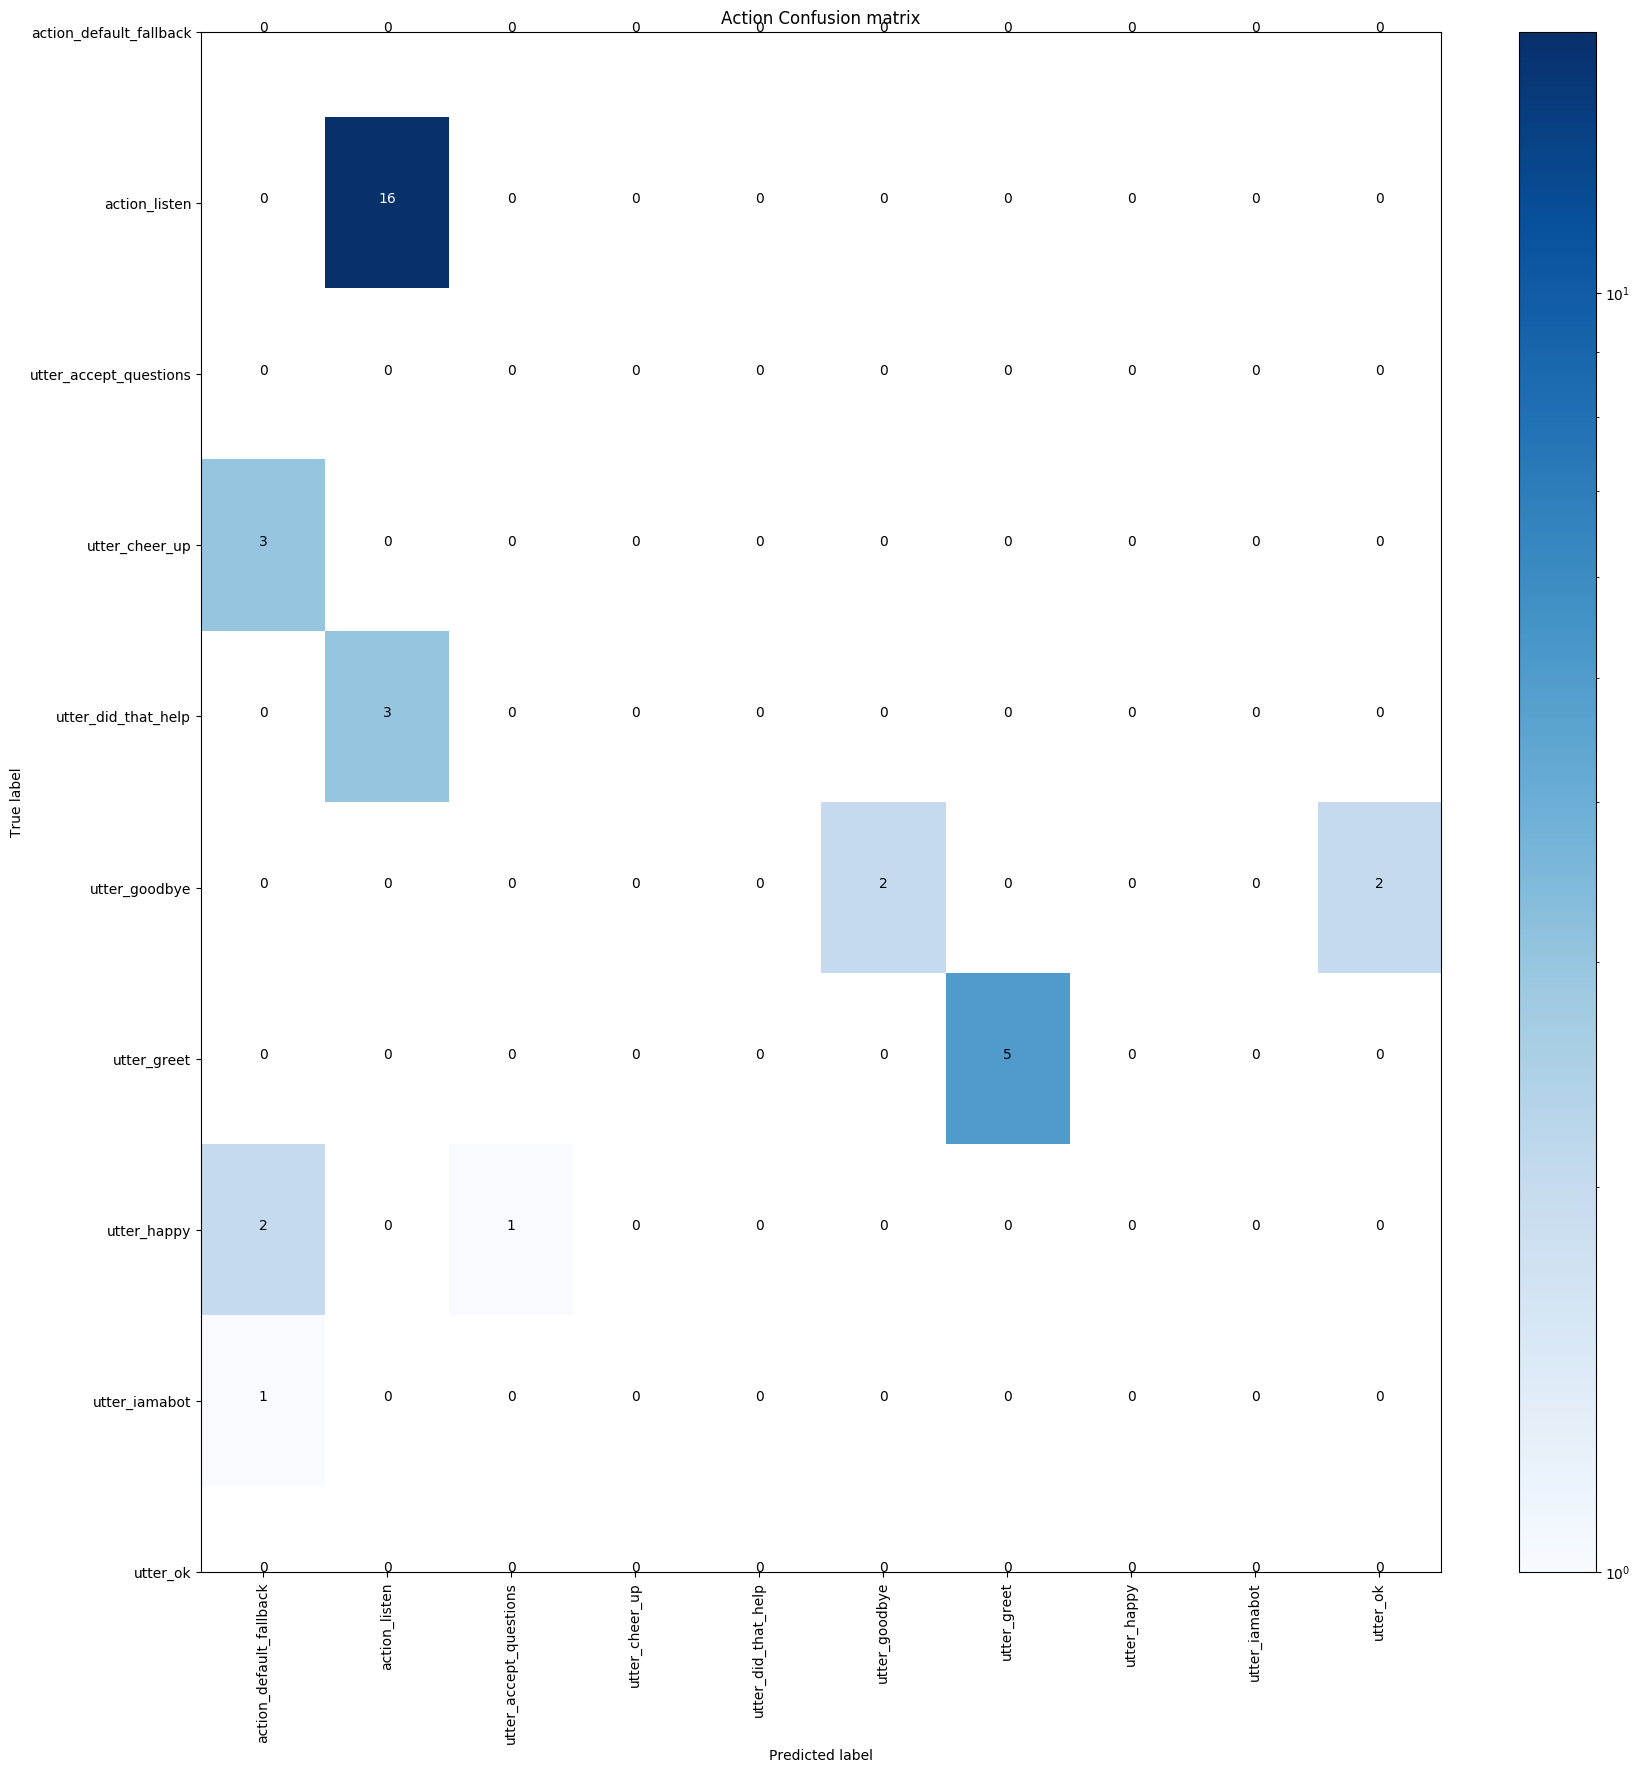 Action Confusion matrix
action_default_fallback 0 0 0 0 0 0 0 0 0 0
action_listen 0 16 0 0 0 0 0 0 0 0
utter_accept_questions 0 0 0 0 0 0 0 0 0 0
utter_cheer_up 3 0 0 0 0 0 0 0 0 0
utter_did_that_help 0 3 0 0 0 0 0 0 0 0
utter_goodbye 0 0 0 0 0 2 0 0 0 2
utter_greet 0 0 0 0 0 0 5 0 0 0
utter_happy 2 0 1 0 0 0 0 0 0 0
utter_iamabot 1 0 0 0 0 0 0 0 0 0
utter_ok 0 0 0 0 0 0 0 0 0 0
True label
action_default_fallback
action_listen
utter_accept_questions
utter_cheer_up
utter_did_that_help
utter_goodbye
utter_greet
utter_happy
utter_iamabot
utter_ok
Predicted label
10¹
10⁰